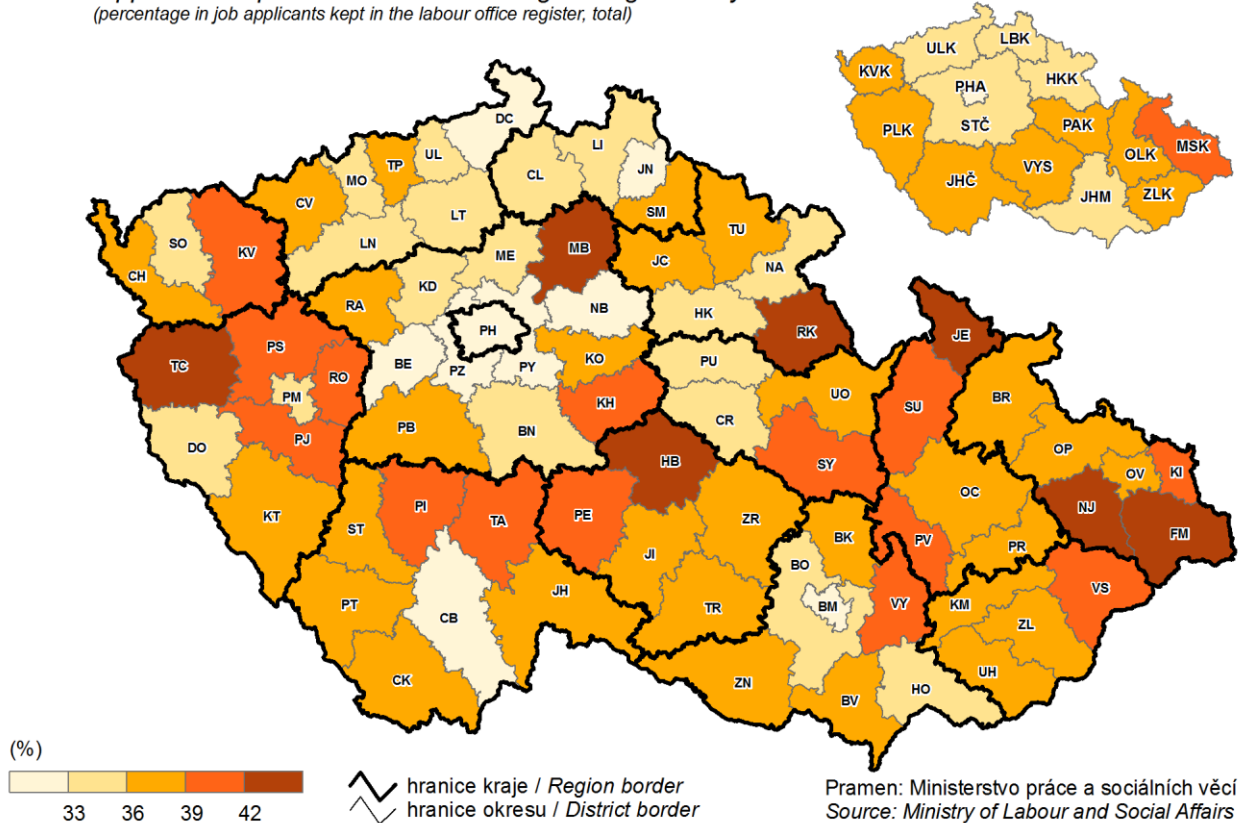 (percentage in job applicants kept in the labour office register, total)
ULK
LBK
KVK
HKK
PHA
STČ
PLK
PAK
MSK
OLK
VYS
JHČ
ZLK
JHM
DC
UL
LI
TP
JN
MO
CL
CV
LT
SM
TU
SO
LN
KV
MB
ME
JC
NA
CH
KD
RA
NB
HK
PH
RK
JE
PS
TC
BE
KO
PU
RO
PZ
PY
PM
UO
BR
KH
SU
CR
PB
BN
PJ
DO
OP
HB
SY
OV
KI
OC
PI
NJ
KT
ST
TA
PE
ZR
FM
BK
PV
PR
JI
BO
VS
JH
PT
TR
BM
VY
KM
CB
ZL
UH
CK
ZN
HO
BV
(%)
33 36 39 42
hranice kraje / Region border
hranice okresu / District border
Pramen: Ministerstvo práce a sociálních věcí
Source: Ministry of Labour and Social Affairs